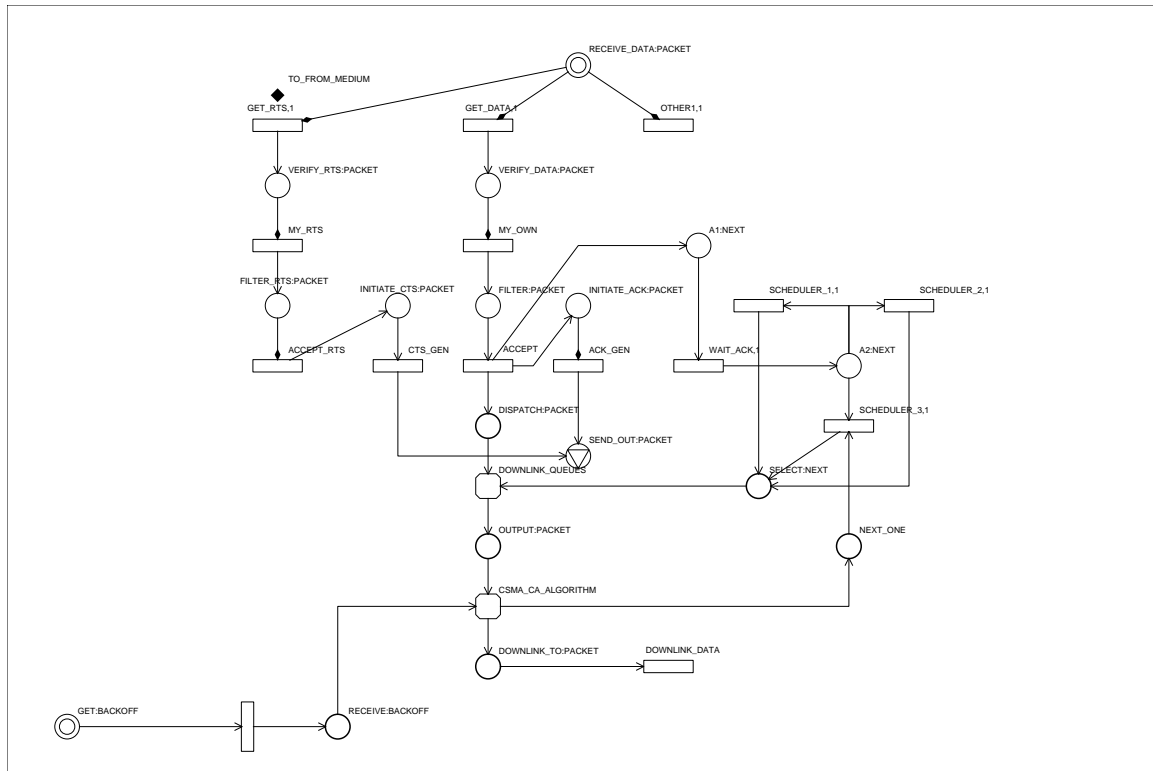 RECEIVE_DATA:PACKET
TO_FROM_MEDIUM
GET_RTS,1
GET_DATA,1
OTHER1,1
VERIFY_RTS:PACKET
VERIFY_DATA:PACKET
MY_RTS
MY_OWN
A1:NEXT
FILTER_RTS:PACKET
INITIATE_CTS:PACKET
FILTER:PACKET
INITIATE_ACK:PACKET
SCHEDULER_1,1
SCHEDULER_2,1
ACCEPT_RTS
CTS_GEN
ACCEPT
ACK_GEN
WAIT_ACK,1
A2:NEXT
DISPATCH:PACKET
SCHEDULER_3,1
SEND_OUT:PACKET
DOWNLINK_QUEUES
SELECT:NEXT
OUTPUT:PACKET
NEXT_ONE
CSMA_CA_ALGORITHM
DOWNLINK_TO:PACKET
DOWNLINK_DATA
GET:BACKOFF
RECEIVE:BACKOFF